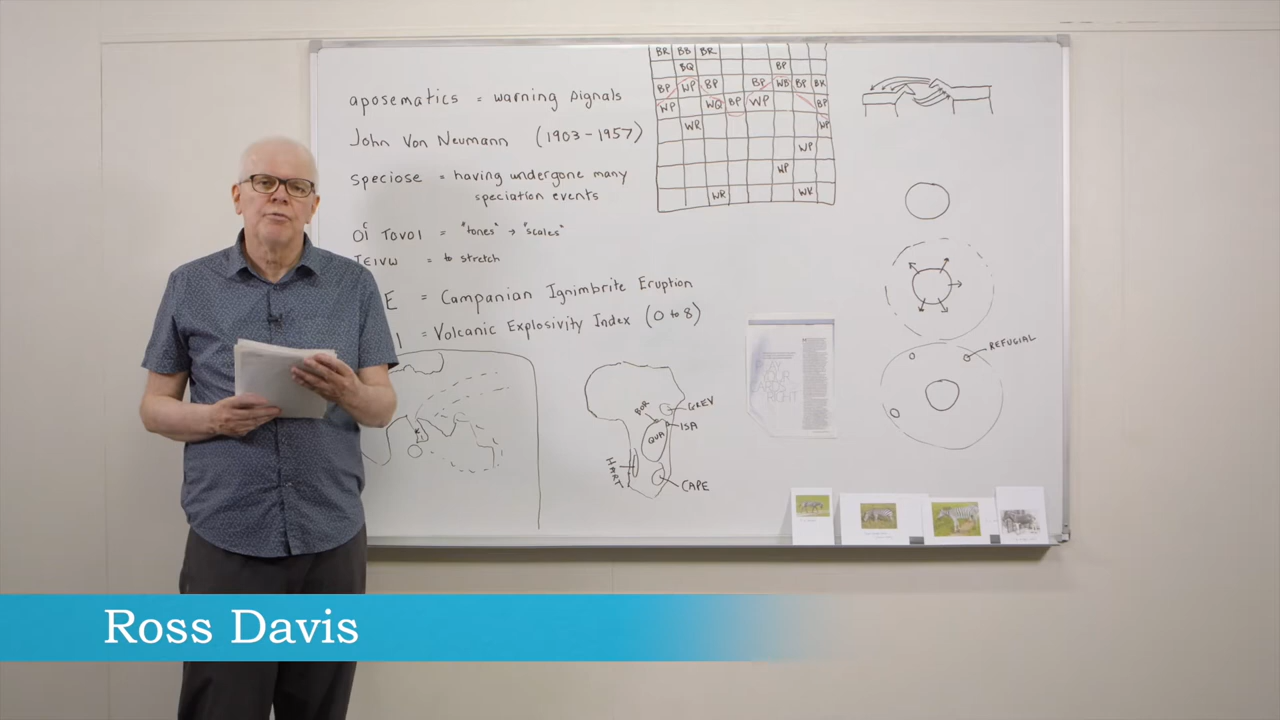 aposematics = warning signals
John Von Neumann (1903-1957)
speciose = having undergone many
speciation events
οἱ τονοι = "tones" → "scales"
τεινω = to stretch
E = Campanian Ignimbrite Eruption
I = Volcanic Explosivity Index (0 to 8)
BR BB BR
BQ BP
BP WP BP BP WB BP BK
WP WQ BP WP BP
WR WP
WP
WP
WR WK
REFUGIAL
BOR GREV
ISA
QUA
HART
CAPE
RIGHT
Ross Davis